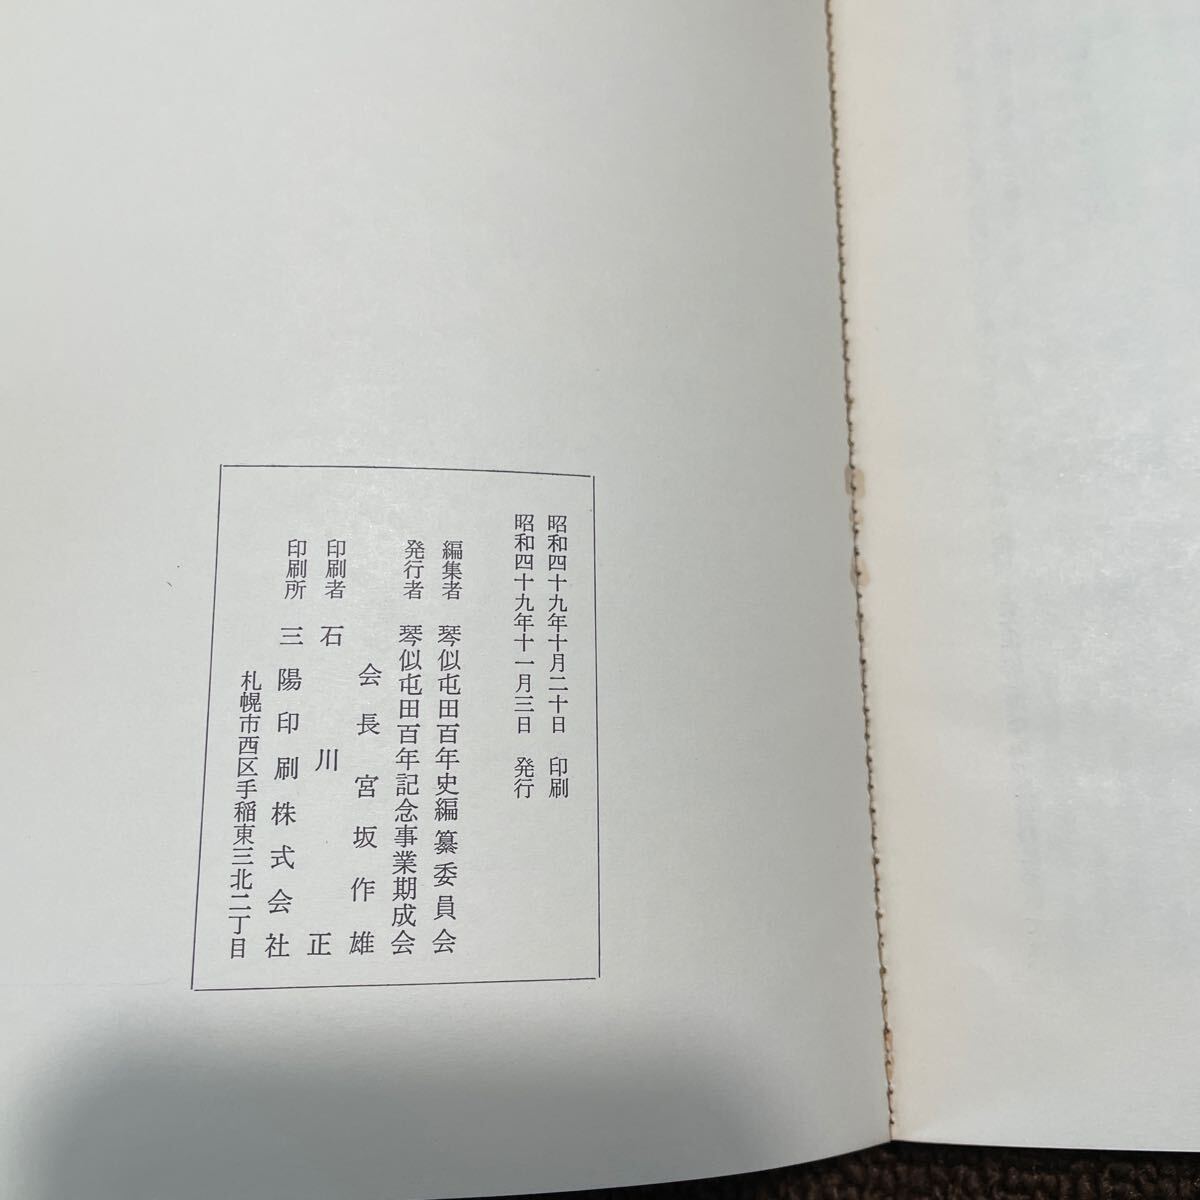 昭和四十九年十月二十日　印刷
昭和四十九年十一月三日　発行
編集者　琴似屯田百年史編纂委員会
発行者　琴似屯田百年記念事業期成会
会長宮坂作雄
印刷者　石川正
印刷所　三陽印刷株式会社
札幌市西区手稲東三北二丁目